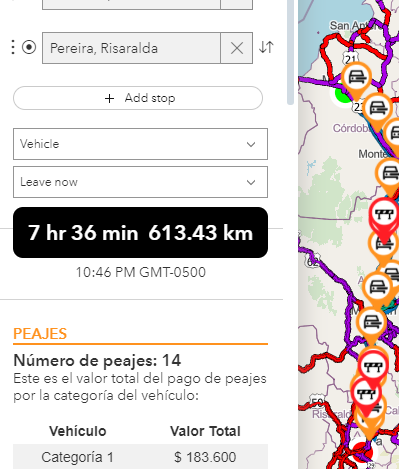 Pereira, Risaralda
Add stop
Vehicle
Leave now
7 hr 36 min 613.43 km
10:46 PM GMT-0500
PEAJES
Número de peajes: 14
Este es el valor total del pago de peajes
por la categoría del vehículo:
Vehículo Valor Total
Categoría 1 $ 183.600
San An
21
Córdob
Monte
62